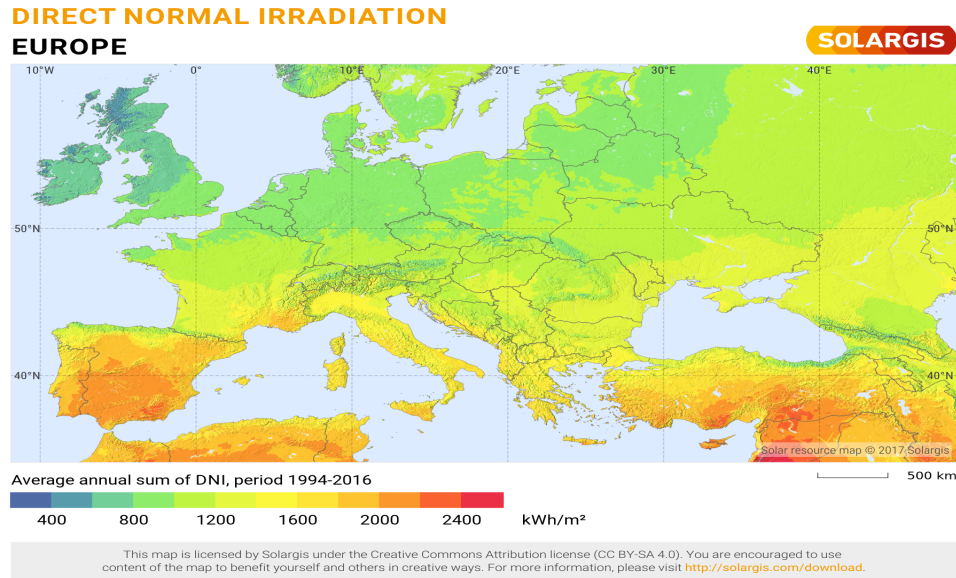 DIRECT NORMAL IRRADIATION
EUROPE
SOLARGIS
10°W 0° 10°E 20°E 30°E 40°E
50°N 50°N
40°N 40°N
Solar resource map © 2017 Solargis
500 km
Average annual sum of DNI, period 1994-2016
400 800 1200 1600 2000 2400 kWh/m²
This map is licensed by Solargis under the Creative Commons Attribution license (CC BY-SA 4.0). You are encouraged to use
content of the map to benefit yourself and others in creative ways. For more information, please visit http://solargis.com/download.